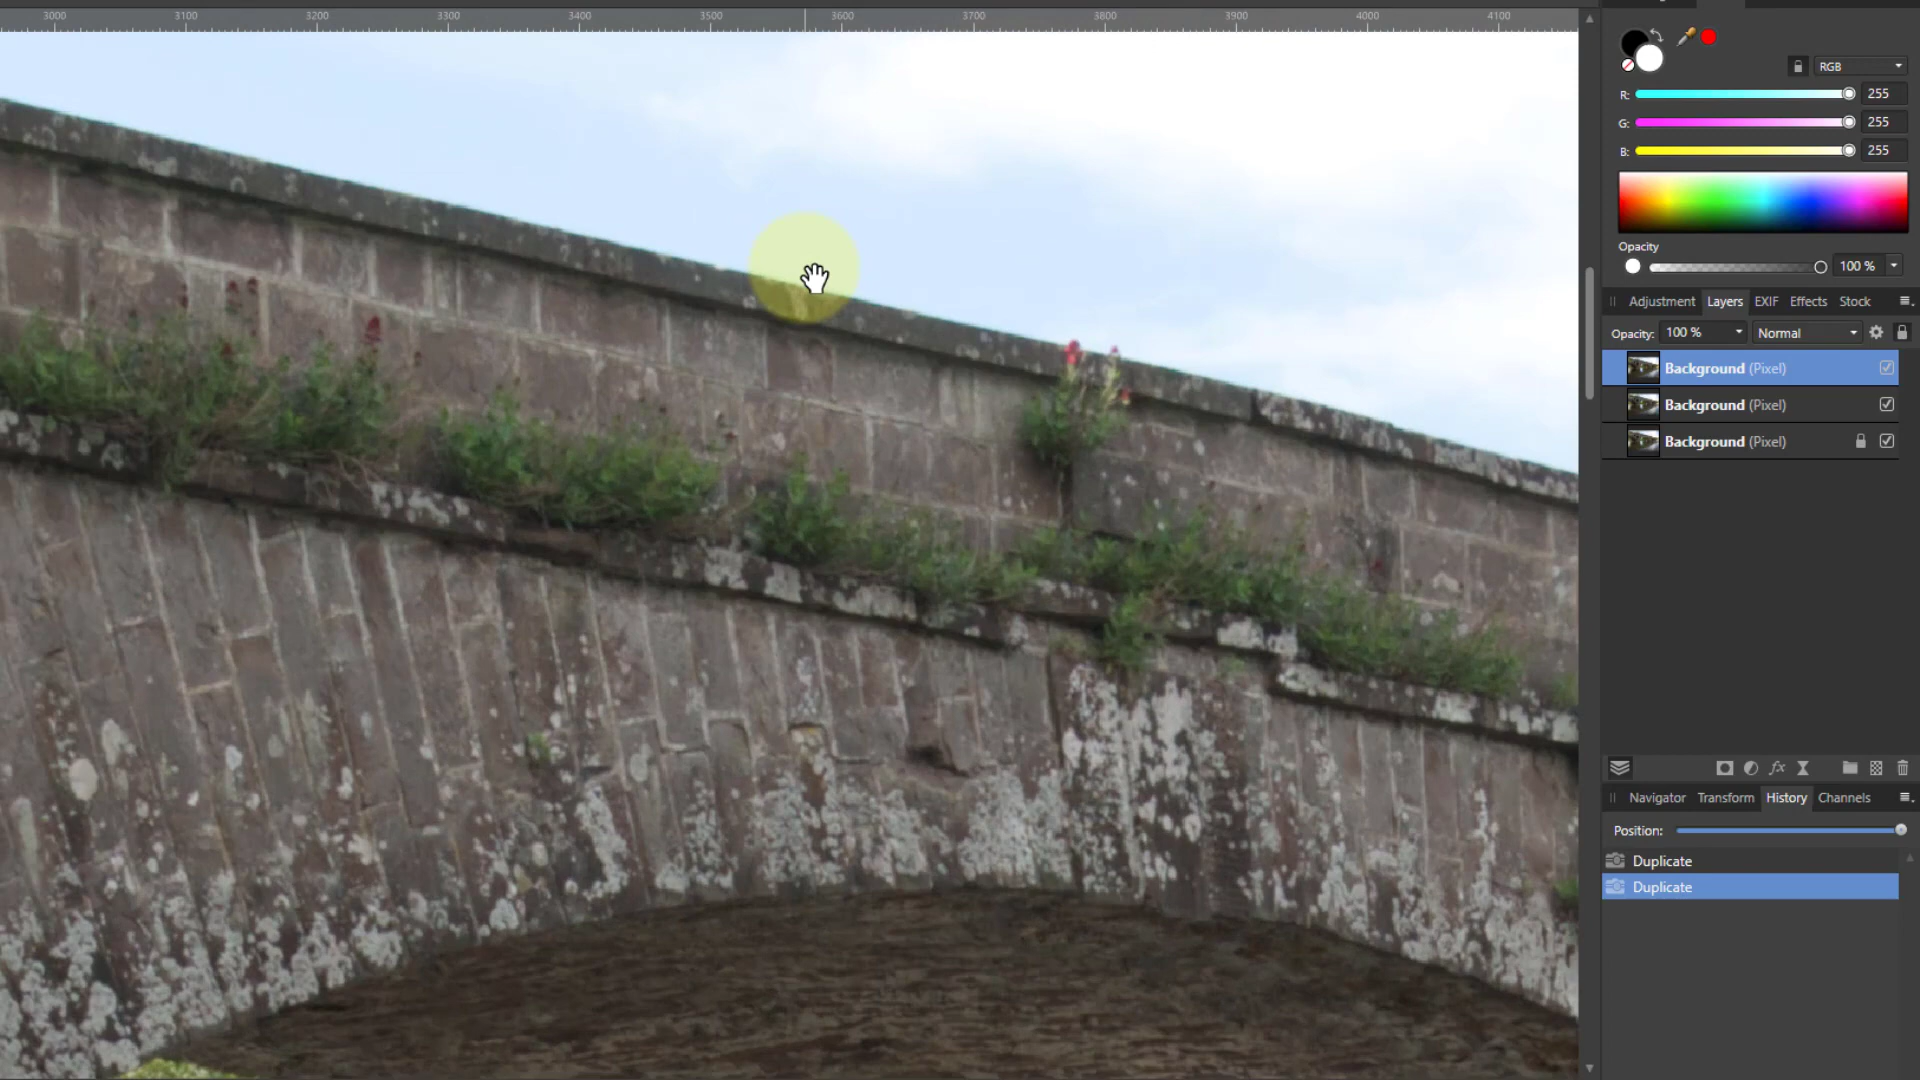 3000 3100 3200 3300 3400 3500 3600 3700 3800 3900 4000 4100
RGB
R: 255
G: 255
B: 255
Opacity
100 %
Adjustment Layers EXIF Effects Stock
Opacity: 100 % Normal
Background (Pixel)
Background (Pixel)
Background (Pixel)
fx
Navigator Transform History Channels
Position:
Duplicate
Duplicate